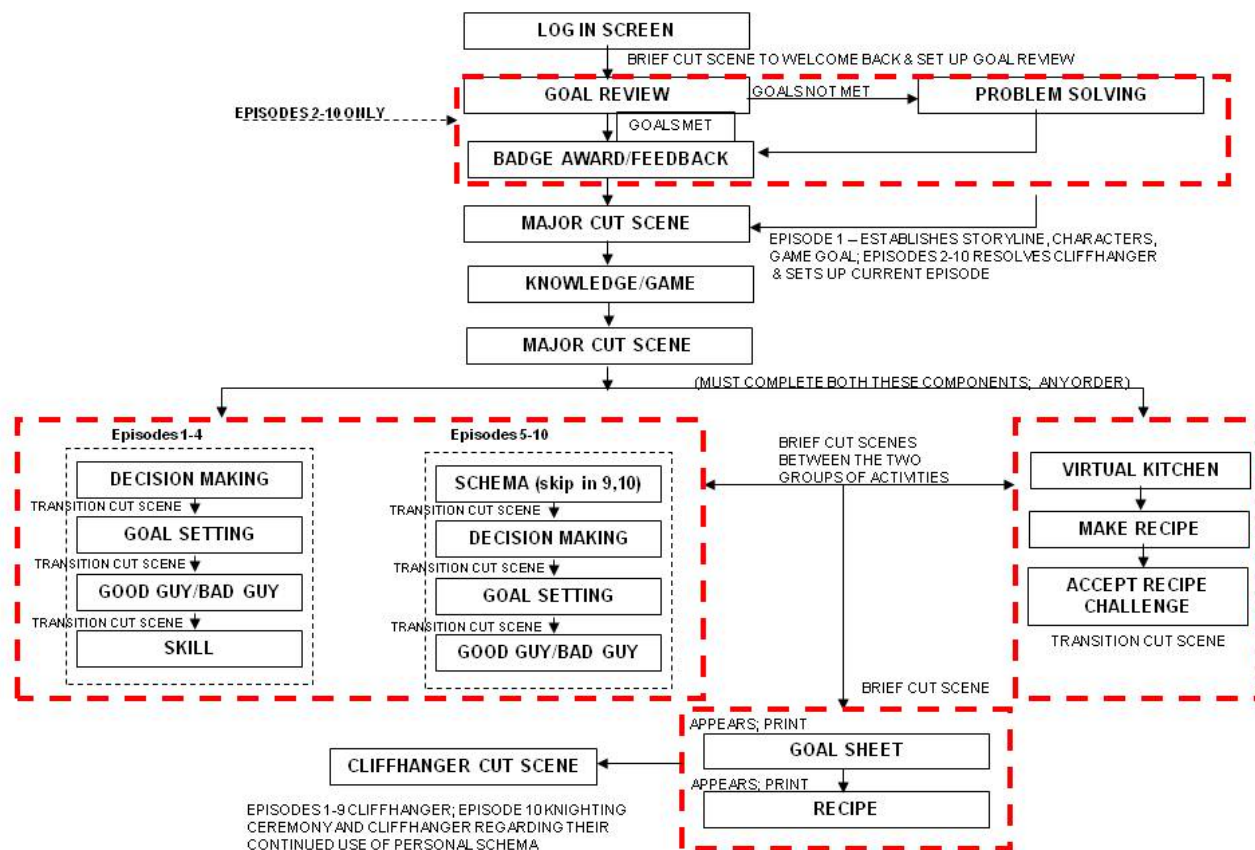 LOG IN SCREEN
BRIEF CUT SCENE TO WELCOME BACK & SET UP GOAL REVIEW
GOAL REVIEW
GOALS NOT MET
PROBLEM SOLVING
EPISODES 2-10 ONLY
GOALS MET
BADGE AWARD/FEEDBACK
MAJOR CUT SCENE
EPISODE 1 – ESTABLISHES STORYLINE, CHARACTERS,
GAME GOAL; EPISODES 2-10 RESOLVES CLIFFHANGER
& SETS UP CURRENT EPISODE
KNOWLEDGE/GAME
MAJOR CUT SCENE
(MUST COMPLETE BOTH THESE COMPONENTS; ANY ORDER)
Episodes 1-4
DECISION MAKING
TRANSITION CUT SCENE
GOAL SETTING
TRANSITION CUT SCENE
GOOD GUY/BAD GUY
TRANSITION CUT SCENE
SKILL
Episodes 5-10
SCHEMA (skip in 9,10)
TRANSITION CUT SCENE
DECISION MAKING
TRANSITION CUT SCENE
GOAL SETTING
TRANSITION CUT SCENE
GOOD GUY/BAD GUY
BRIEF CUT SCENES
BETWEEN THE TWO
GROUPS OF ACTIVITIES
VIRTUAL KITCHEN
MAKE RECIPE
ACCEPT RECIPE
CHALLENGE
TRANSITION CUT SCENE
BRIEF CUT SCENE
APPEARS; PRINT
GOAL SHEET
APPEARS; PRINT
RECIPE
CLIFFHANGER CUT SCENE
EPISODES 1-9 CLIFFHANGER; EPISODE 10 KNIGHTING
CEREMONY AND CLIFFHANGER REGARDING THEIR
CONTINUED USE OF PERSONAL SCHEMA